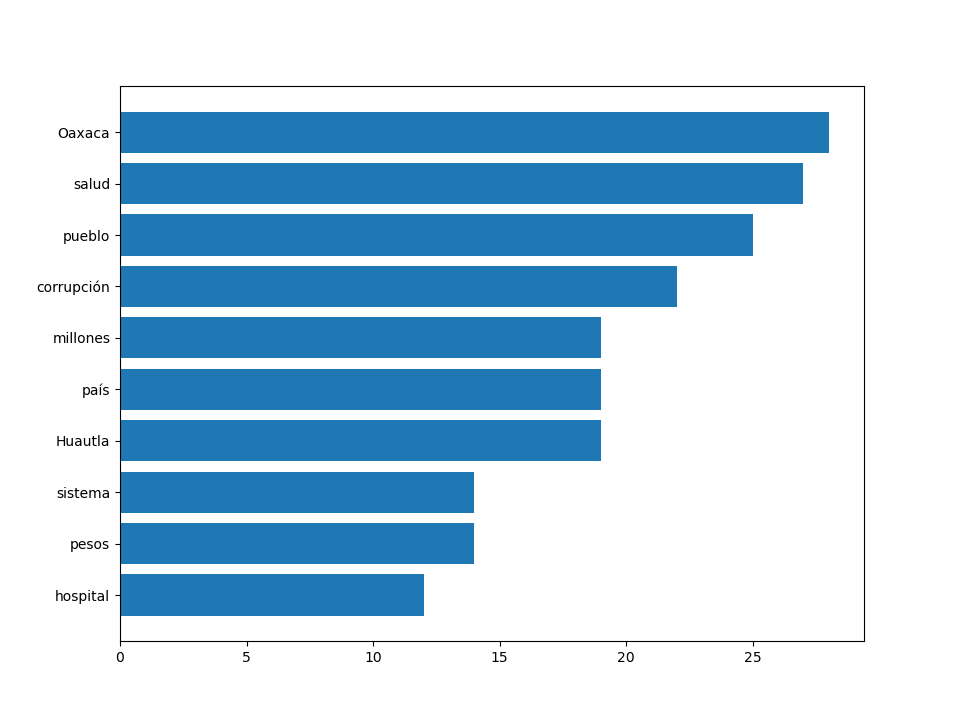 Oaxaca
salud
pueblo
corrupción
millones
país
Huautla
sistema
pesos
hospital
0 5 10 15 20 25